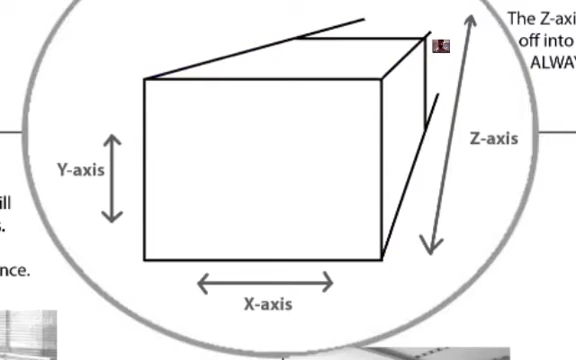 The Z-axi
off into
ALWAY
Z-axis
Y-axis
ill
s.
nce.
X-axis